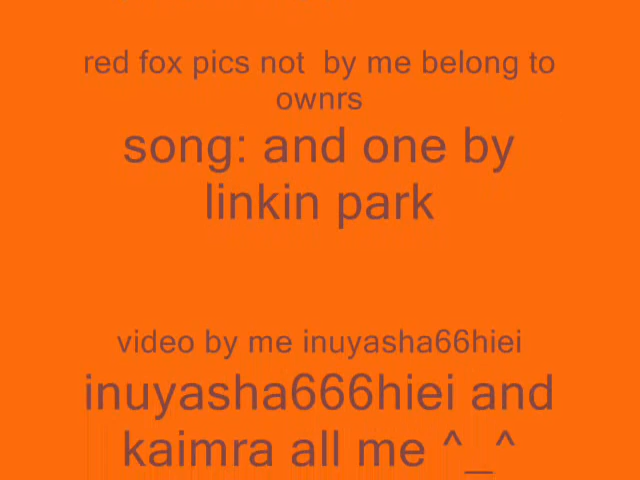 red fox pics not  by me belong to
ownrs
song: and one by
linkin park
video by me inuyasha66hiei
inuyasha666hiei and
kaimra all me ^_^